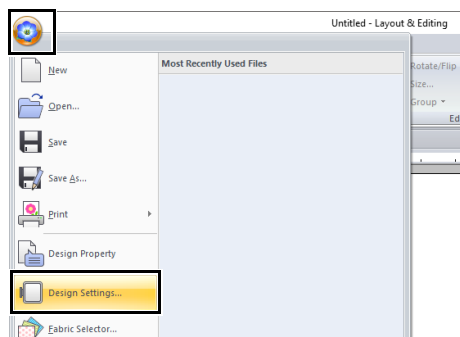 Untitled - Layout & Editing
Most Recently Used Files
New
Open...
Save
Save As...
Print
Design Property
Design Settings...
Fabric Selector...
Rotate/Flip
Size...
Group
Ed